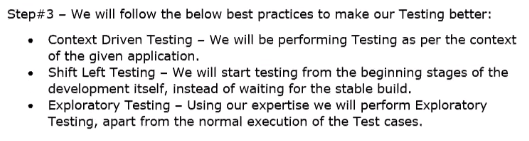 Step#3 – We will follow the below best practices to make our Testing better:
• Context Driven Testing – We will be performing Testing as per the context
of the given application.
• Shift Left Testing – We will start testing from the beginning stages of the
development itself, instead of waiting for the stable build.
• Exploratory Testing – Using our expertise we will perform Exploratory
Testing, apart from the normal execution of the Test cases.